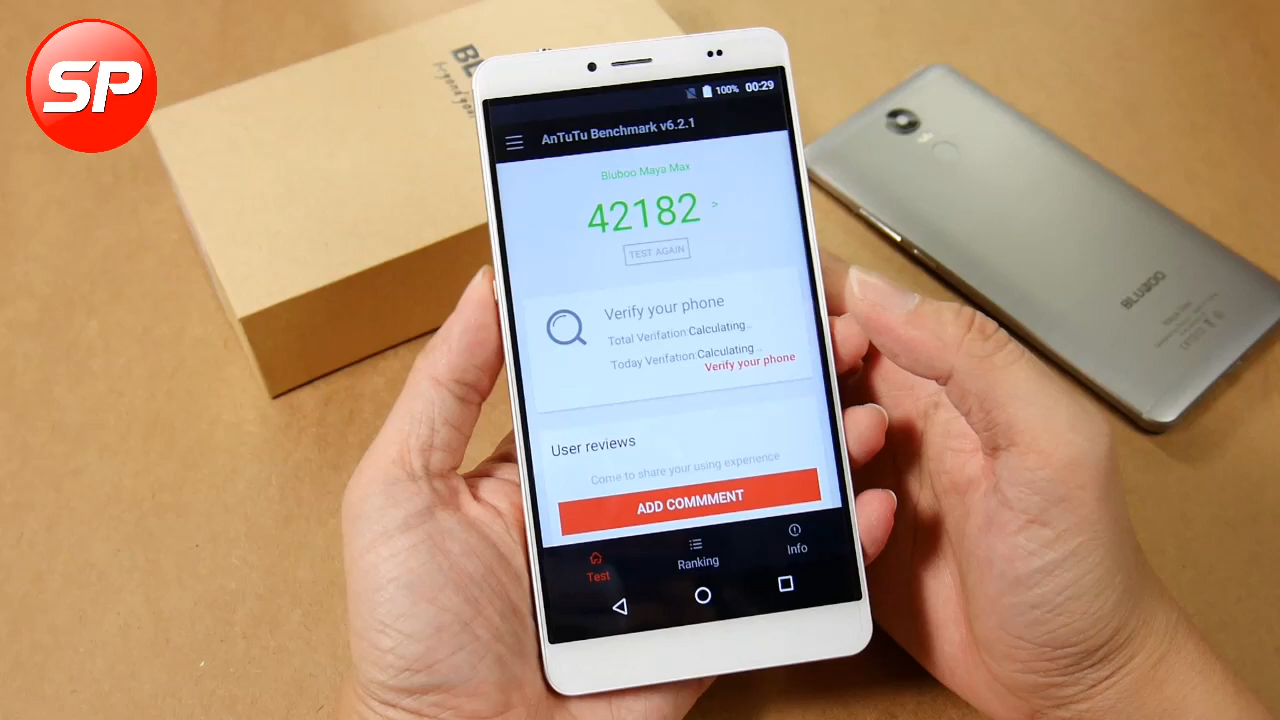 SP
100% 00:29
AnTuTu Benchmark v6.2.1
Bluboo Maya Max
42182 >
TEST AGAIN
Verify your phone
Total Verifation:Calculating...
Today Verifation:Calculating ...
Verify your phone
User reviews
Come to share your using experience
ADD COMMMENT
Test
Ranking
Info
BLUBOO